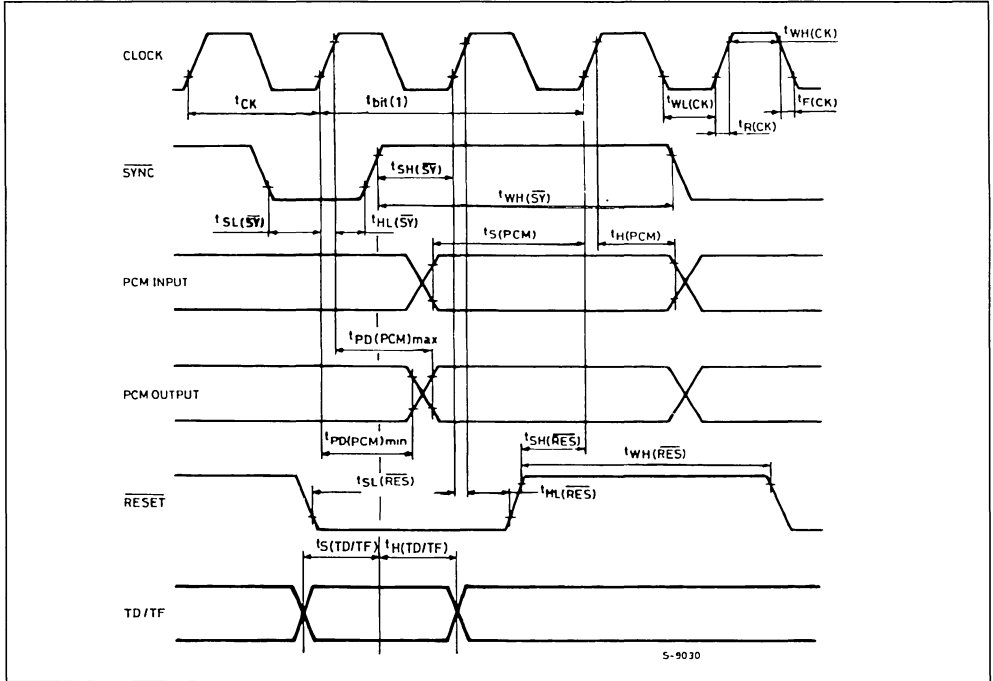 CLOCK
tWH(CK)
tCK
tbit(1)
tWL(CK)
tF(CK)
tR(CK)
SYNC
tSH(SY)
tWH(SY)
tSL(SY)
tHL(SY)
tS(PCM)
tH(PCM)
PCM INPUT
tPD(PCM)max
PCM OUTPUT
tPD(PCM)min
tSH(RES)
tWH(RES)
tSL(RES)
tHL(RES)
RESET
tS(TD/TF)
tH(TD/TF)
TD/TF
S-9030